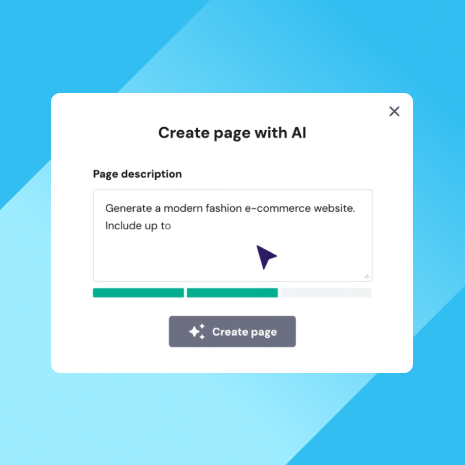 Create page with AI
Page description
Generate a modern fashion e-commerce website.
Include up to
Create page